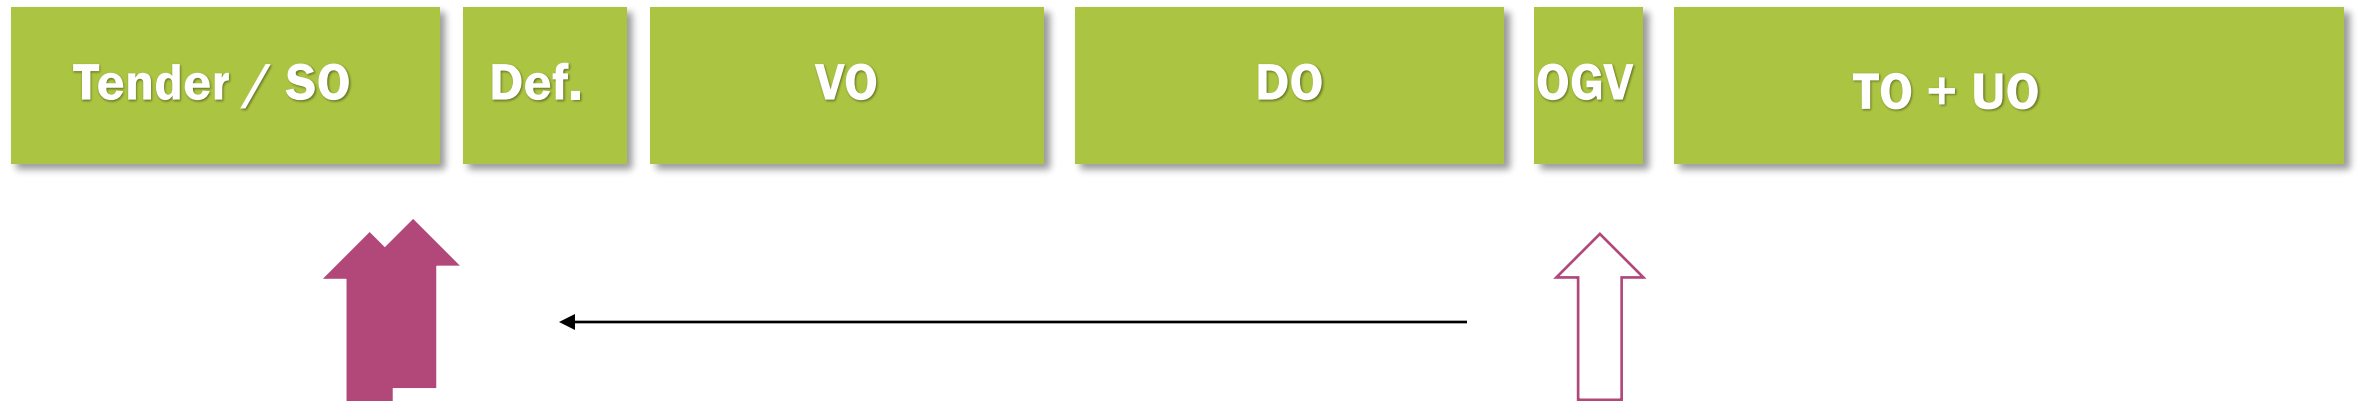 Tender / SO
Def.
VO
DO
OGV
TO + UO